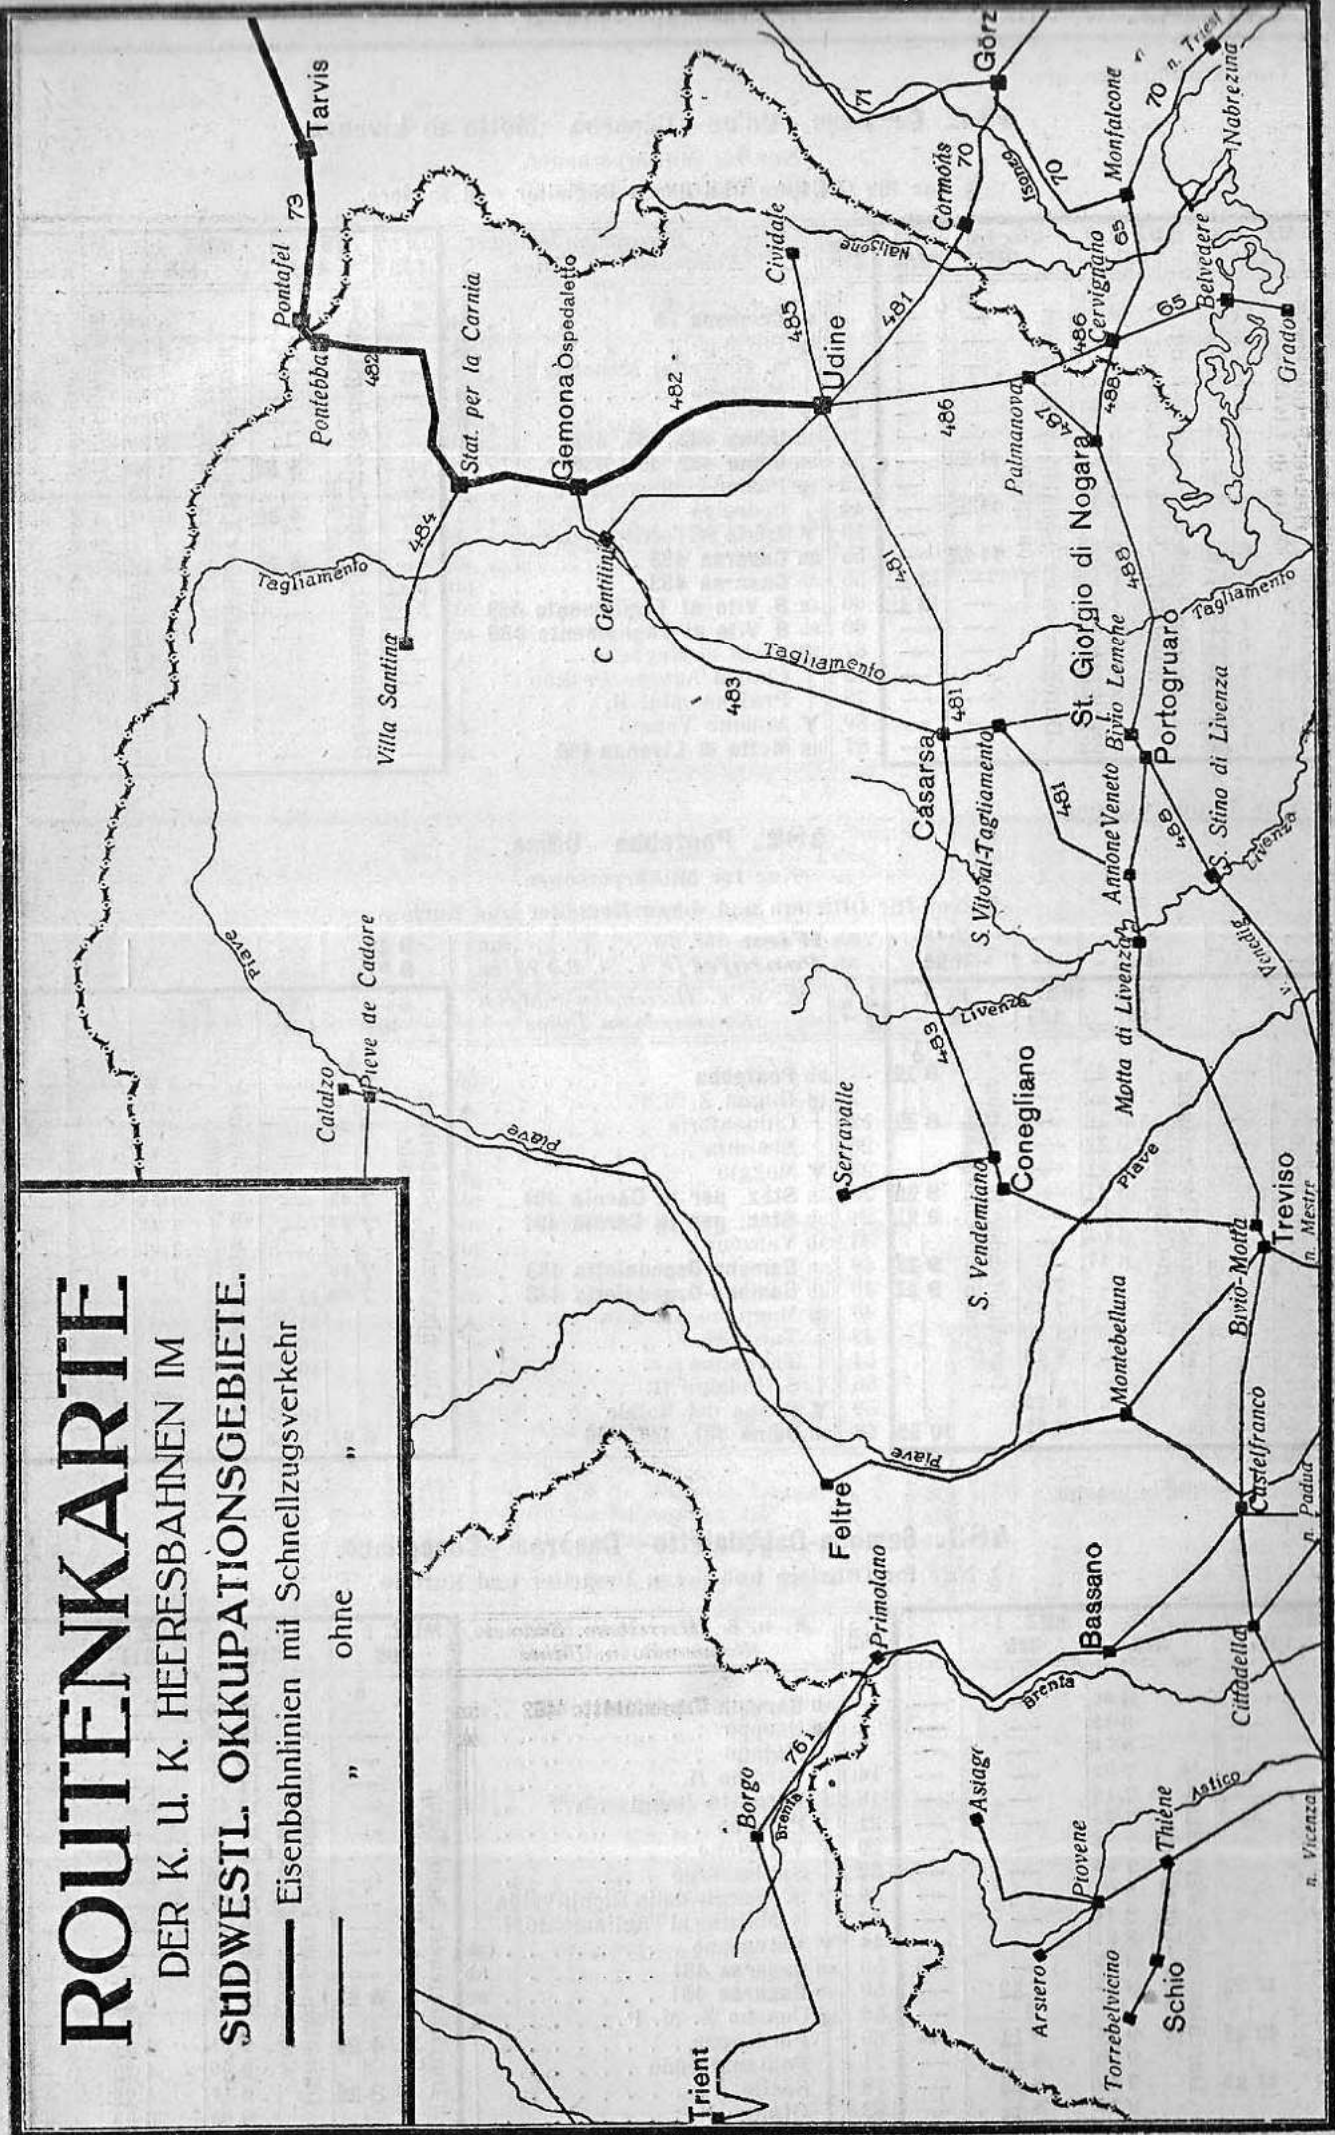 ROUTENKARTE
DER K. u. K. HEERESBAHNEN IM
SÜDWESTL. OKKUPATIONSGEBIETE.
Eisenbahnlinien mit Schnellzugsverkehr
" ohne "
Tarvis
73
Pontafel
Pontebba
482
Stat. per la Carnia
484
Villa Santina
Tagliamento
Gemona Ospedaletto
482
C Gentilini
Tagliamento
483
Piave
Calalzo
Pieve de Cadore
Piave
Cividale
485
Udine
Natisone
481
Cormons
70
71
Görz
Isonzo
70
Monfalcone
70
n. Triest
Nabrezina
65
Cervignano
Belvedere
65
Grado
486
486
Palmanova
487
488
St. Giorgio di Nogara
488
Tagliamento
481
481
Casarsa
S. Vito al-Tagliamento
481
Bivio Lemene
Portogruaro
Annone Veneto
488
S. Stino di Livenza
Livenza
n. Venedig
Motta di Livenza
Livenza
489
Serravalle
S. Vendemiano
Conegliano
Piave
Treviso
n. Mestre
Bivio-Motta
Montebelluna
Piave
Feltre
Castelfranco
n. Padua
Primolano
Bassano
Brenta
Cittadella
761
Borgo
Brenta
Asiago
Astico
Piovene
Thiene
n. Vicenza
Arsiero
Torrebelvicino
Schio
Trient